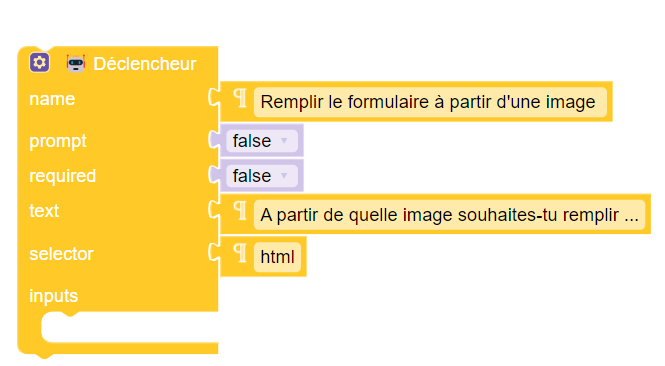 Déclencheur
name ¶ Remplir le formulaire à partir d'une image
prompt false
required false
text ¶ A partir de quelle image souhaites-tu remplir ...
selector ¶ html
inputs